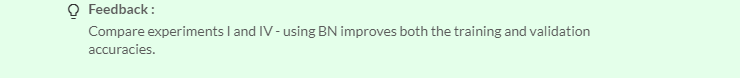 Feedback :
Compare experiments I and IV - using BN improves both the training and validation
accuracies.